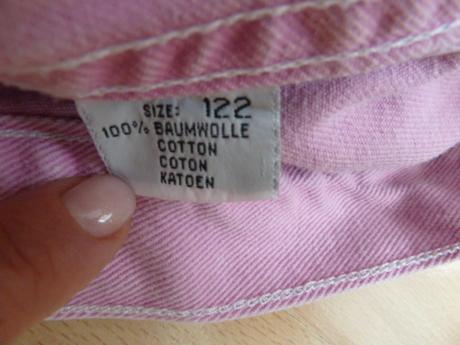 SIZE: 122
100% BAUMWOLLE
COTTON
COTON
KATOEN